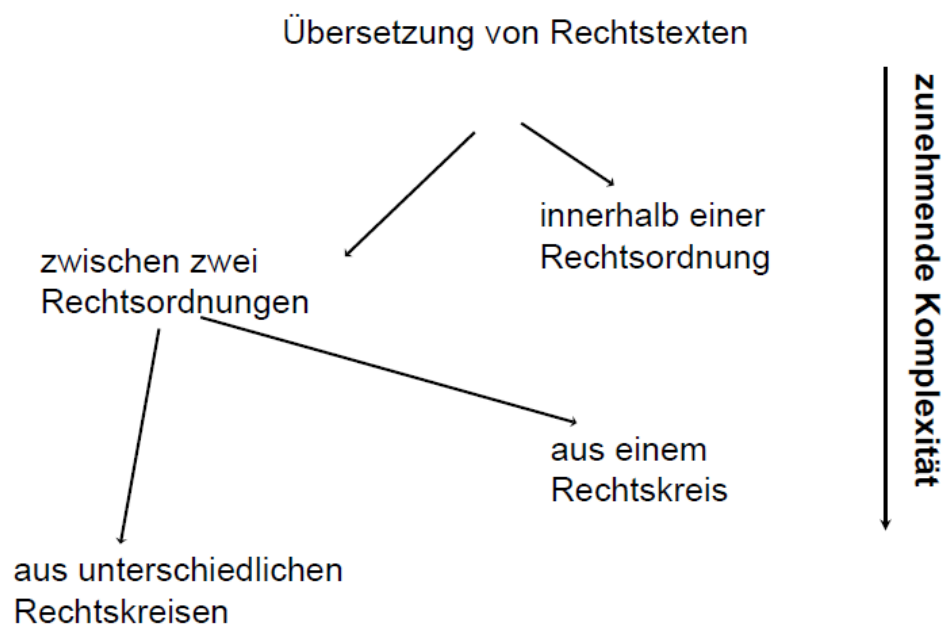 Übersetzung von Rechtstexten
zunehmende Komplexität
innerhalb einer
Rechtsordnung
zwischen zwei
Rechtsordnungen
aus einem
Rechtskreis
aus unterschiedlichen
Rechtskreisen